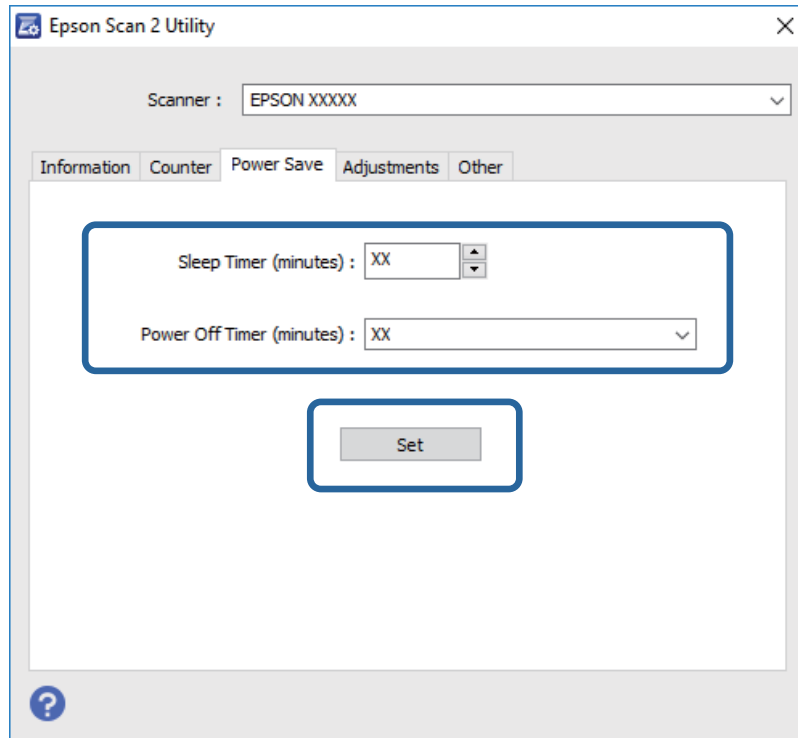 Epson Scan 2 Utility
Scanner : EPSON XXXXX
Information Counter Power Save Adjustments Other
Sleep Timer (minutes) : XX
Power Off Timer (minutes) : XX
Set
?